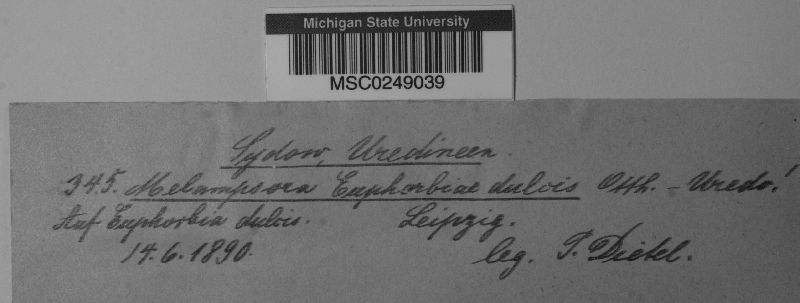 Michigan State University
MSC0249039
Sydow, Uredineen.
345. Melampsora Euphorbiae dulcis Otth. – Uredo!
Auf Euphorbia dulcis. Leipzig.
14.6.1890. leg. P. Dietel.